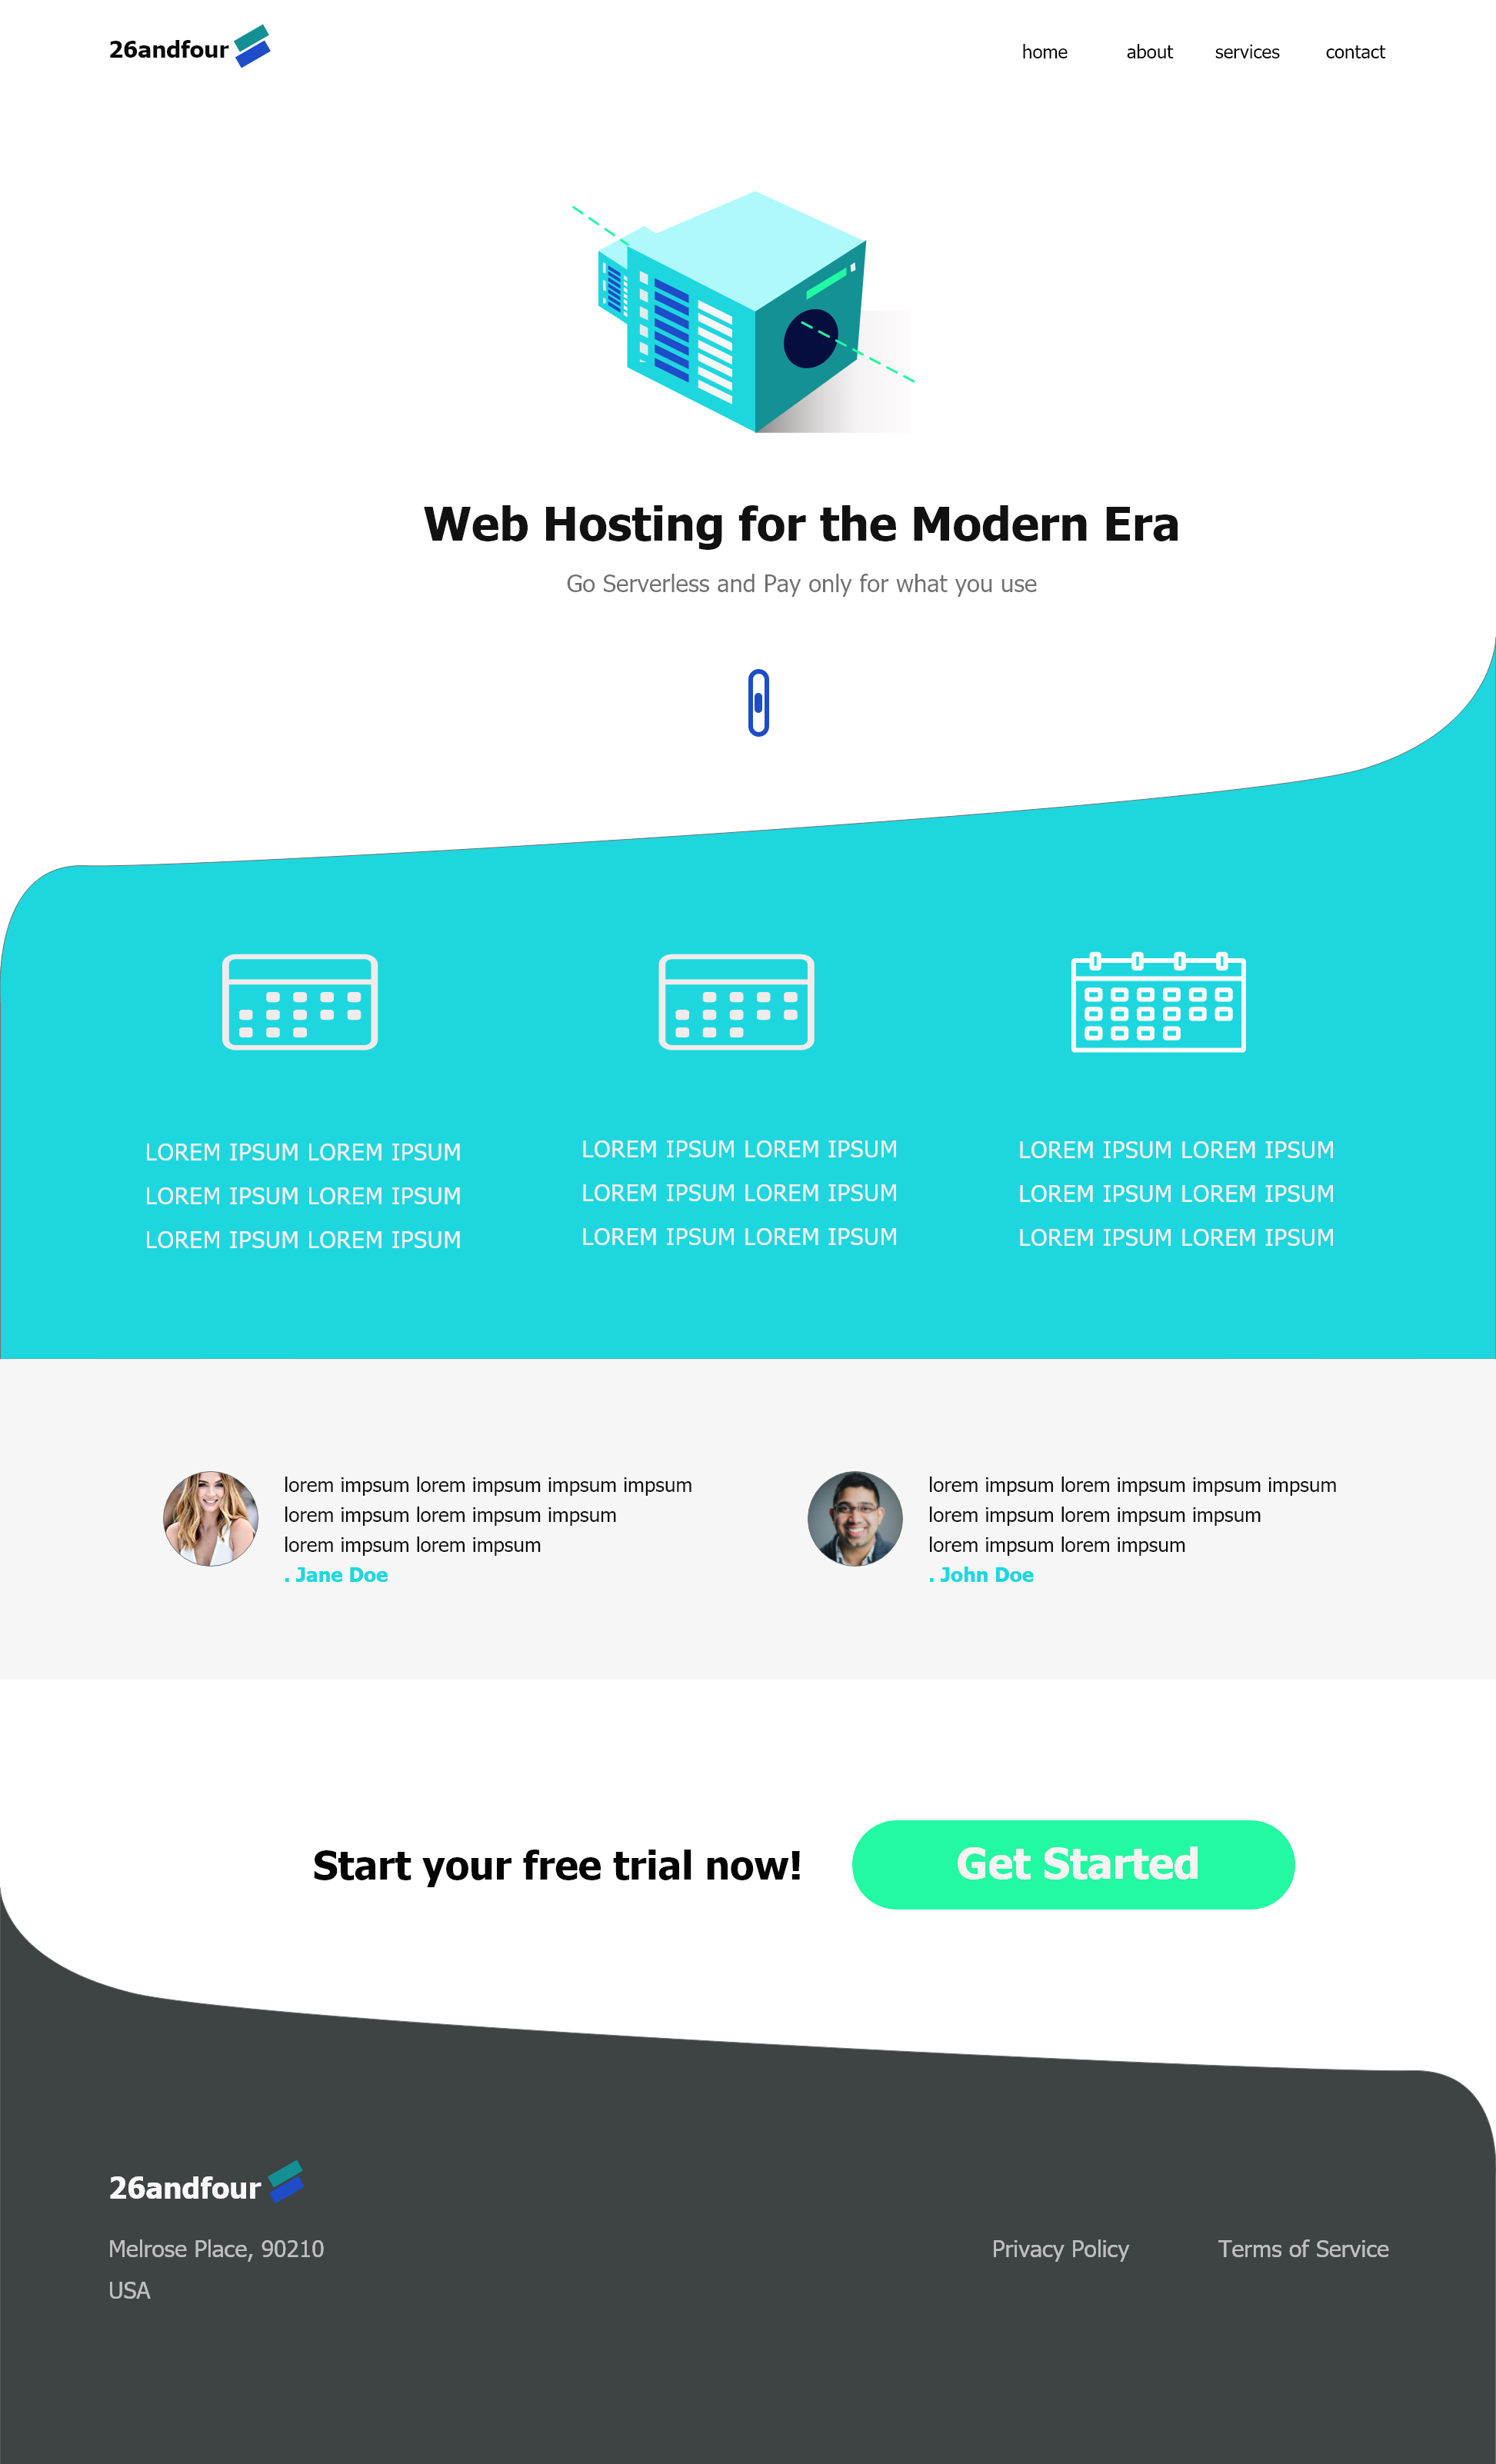 26andfour
home about services contact
Web Hosting for the Modern Era
Go Serverless and Pay only for what you use
LOREM IPSUM LOREM IPSUM
LOREM IPSUM LOREM IPSUM
LOREM IPSUM LOREM IPSUM
LOREM IPSUM LOREM IPSUM
LOREM IPSUM LOREM IPSUM
LOREM IPSUM LOREM IPSUM
LOREM IPSUM LOREM IPSUM
LOREM IPSUM LOREM IPSUM
LOREM IPSUM LOREM IPSUM
lorem impsum lorem impsum impsum impsum
lorem impsum lorem impsum impsum
lorem impsum lorem impsum
. Jane Doe
lorem impsum lorem impsum impsum impsum
lorem impsum lorem impsum impsum
lorem impsum lorem impsum
. John Doe
Start your free trial now!
Get Started
26andfour
Melrose Place, 90210
USA
Privacy Policy
Terms of Service